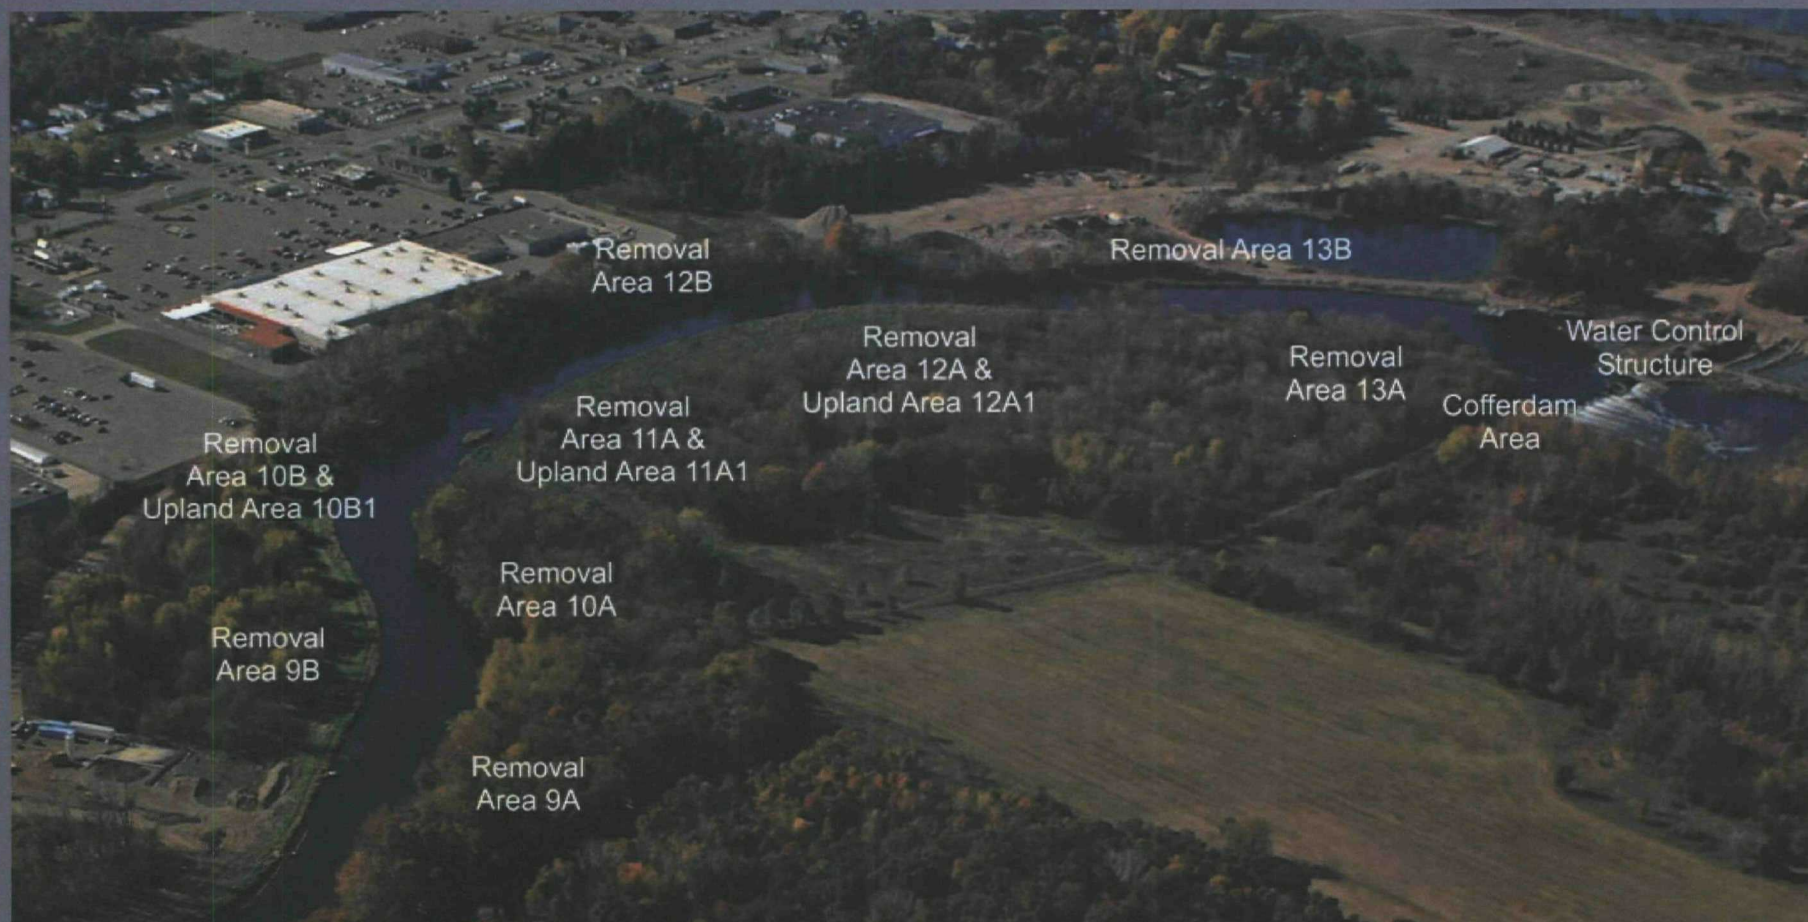 Removal
Area 12B
Removal Area 13B
Removal
Area 12A &
Upland Area 12A1
Water Control
Structure
Removal
Area 13A
Cofferdam
Area
Removal
Area 11A &
Upland Area 11A1
Removal
Area 10B &
Upland Area 10B1
Removal
Area 10A
Removal
Area 9B
Removal
Area 9A